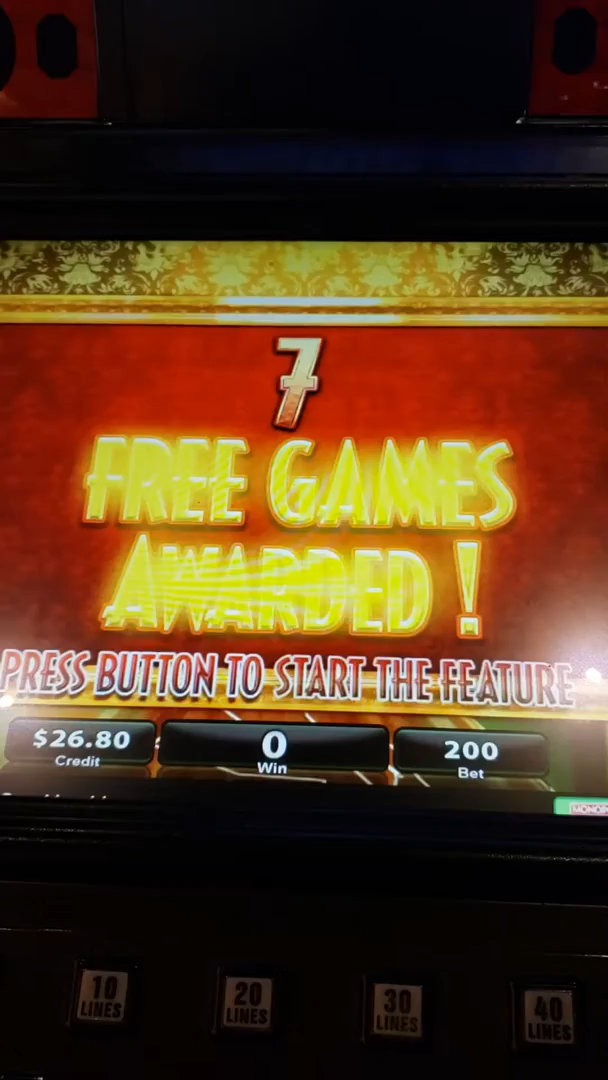 7
FREE GAMES
AWARDED!
PRESS BUTTON TO START THE FEATURE
$26.80
Credit
0
Win
200
Bet
10
LINES
20
LINES
30
LINES
40
LINES